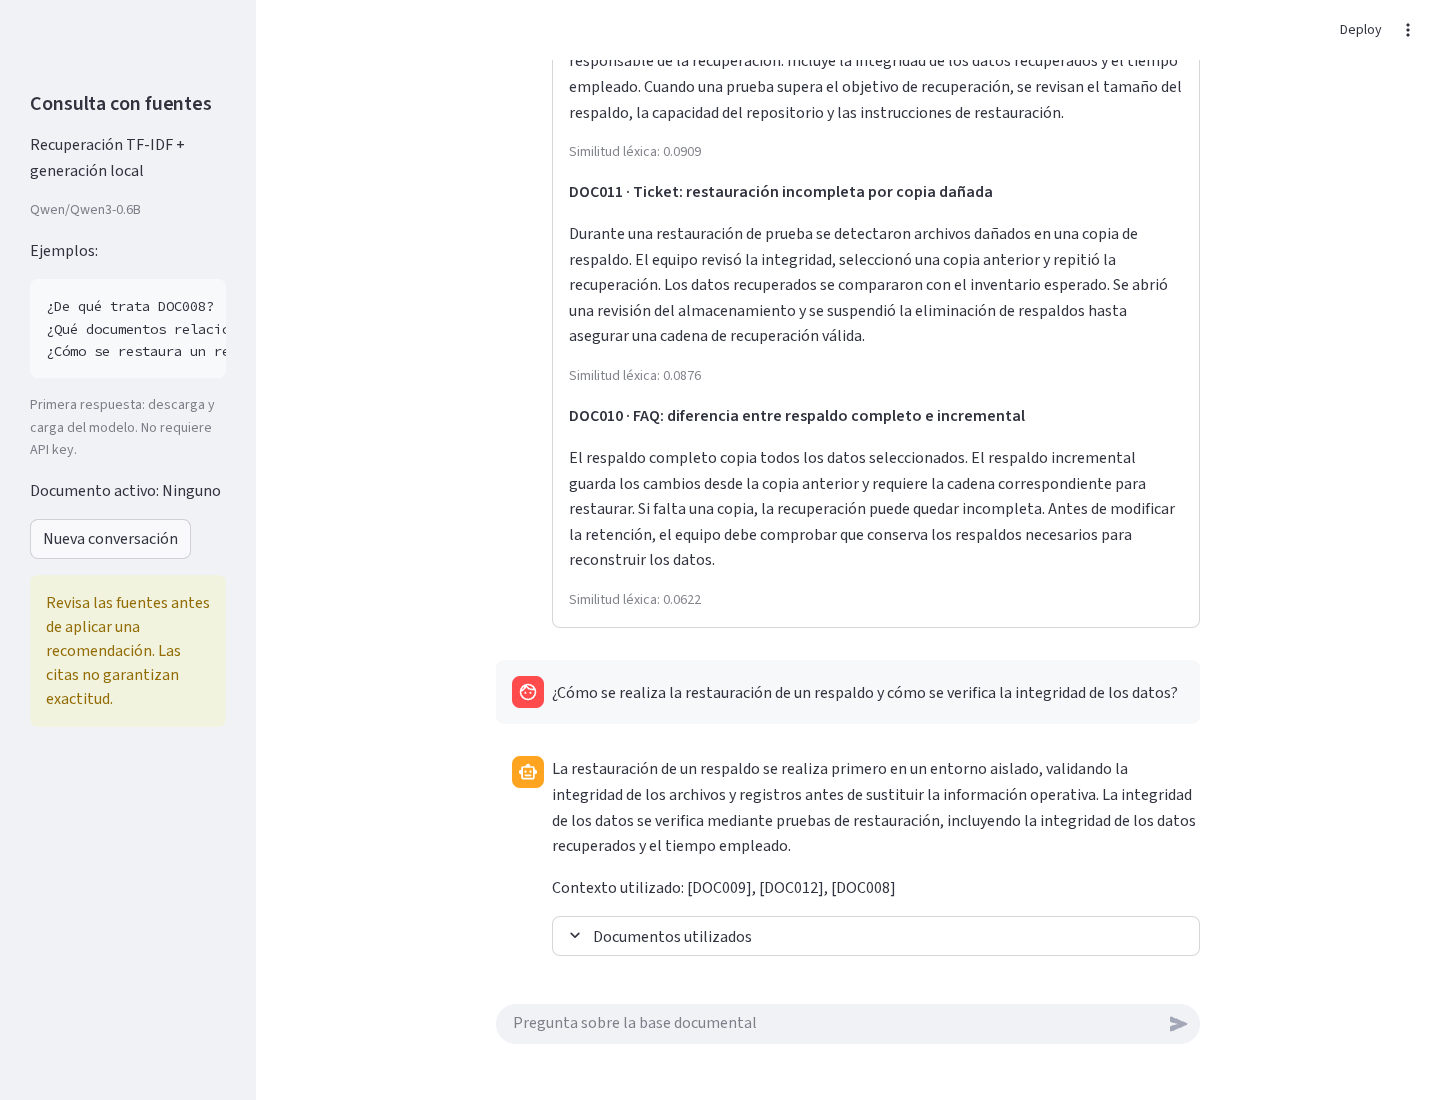 Deploy
Consulta con fuentes
Recuperación TF-IDF +
generación local
Qwen/Qwen3-0.6B
Ejemplos:
¿De qué trata DOC008?
¿Qué documentos relaci
¿Cómo se restaura un re
Primera respuesta: descarga y
carga del modelo. No requiere
API key.
Documento activo: Ninguno
Nueva conversación
Revisa las fuentes antes
de aplicar una
recomendación. Las
citas no garantizan
exactitud.
responsable de la recuperación. Incluye la integridad de los datos recuperados y el tiempo
empleado. Cuando una prueba supera el objetivo de recuperación, se revisan el tamaño del
respaldo, la capacidad del repositorio y las instrucciones de restauración.
Similitud léxica: 0.0909
DOC011 · Ticket: restauración incompleta por copia dañada
Durante una restauración de prueba se detectaron archivos dañados en una copia de
respaldo. El equipo revisó la integridad, seleccionó una copia anterior y repitió la
recuperación. Los datos recuperados se compararon con el inventario esperado. Se abrió
una revisión del almacenamiento y se suspendió la eliminación de respaldos hasta
asegurar una cadena de recuperación válida.
Similitud léxica: 0.0876
DOC010 · FAQ: diferencia entre respaldo completo e incremental
El respaldo completo copia todos los datos seleccionados. El respaldo incremental
guarda los cambios desde la copia anterior y requiere la cadena correspondiente para
restaurar. Si falta una copia, la recuperación puede quedar incompleta. Antes de modificar
la retención, el equipo debe comprobar que conserva los respaldos necesarios para
reconstruir los datos.
Similitud léxica: 0.0622
¿Cómo se realiza la restauración de un respaldo y cómo se verifica la integridad de los datos?
La restauración de un respaldo se realiza primero en un entorno aislado, validando la
integridad de los archivos y registros antes de sustituir la información operativa. La integridad
de los datos se verifica mediante pruebas de restauración, incluyendo la integridad de los datos
recuperados y el tiempo empleado.
Contexto utilizado: [DOC009], [DOC012], [DOC008]
Documentos utilizados
Pregunta sobre la base documental